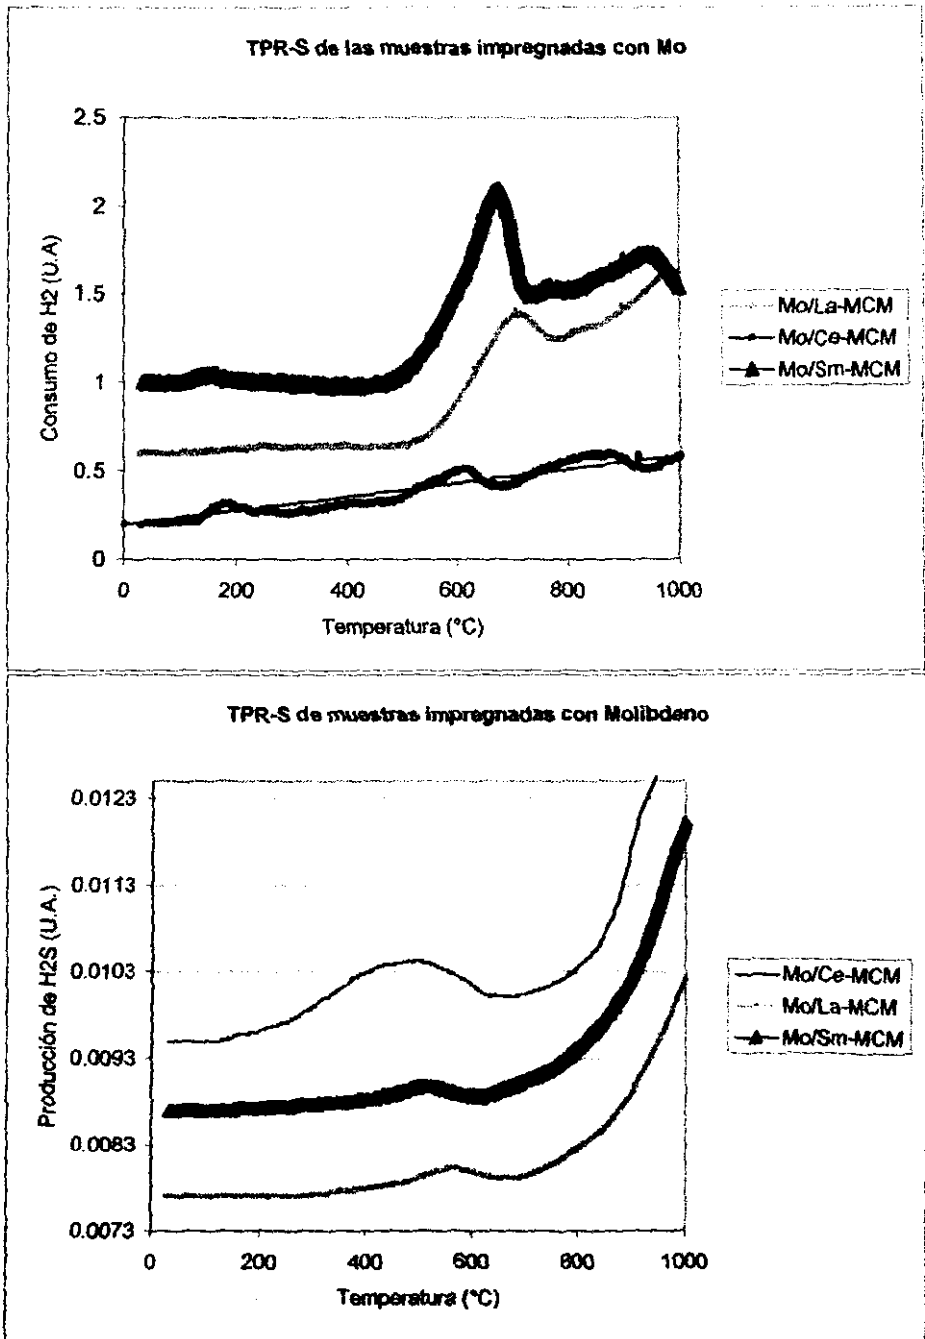 TPR-S de las muestras impregnadas con Mo
2.5
2
1.5
1
0.5
0
Consumo de H2 (U.A)
0 200 400 600 800 1000
Temperatura (°C)
Mo/La-MCM
Mo/Ce-MCM
Mo/Sm-MCM
TPR-S de muestras impregnadas con Molibdeno
0.0123
0.0113
0.0103
0.0093
0.0083
0.0073
Producción de H2S (U.A.)
0 200 400 600 800 1000
Temperatura (°C)
Mo/Ce-MCM
Mo/La-MCM
Mo/Sm-MCM